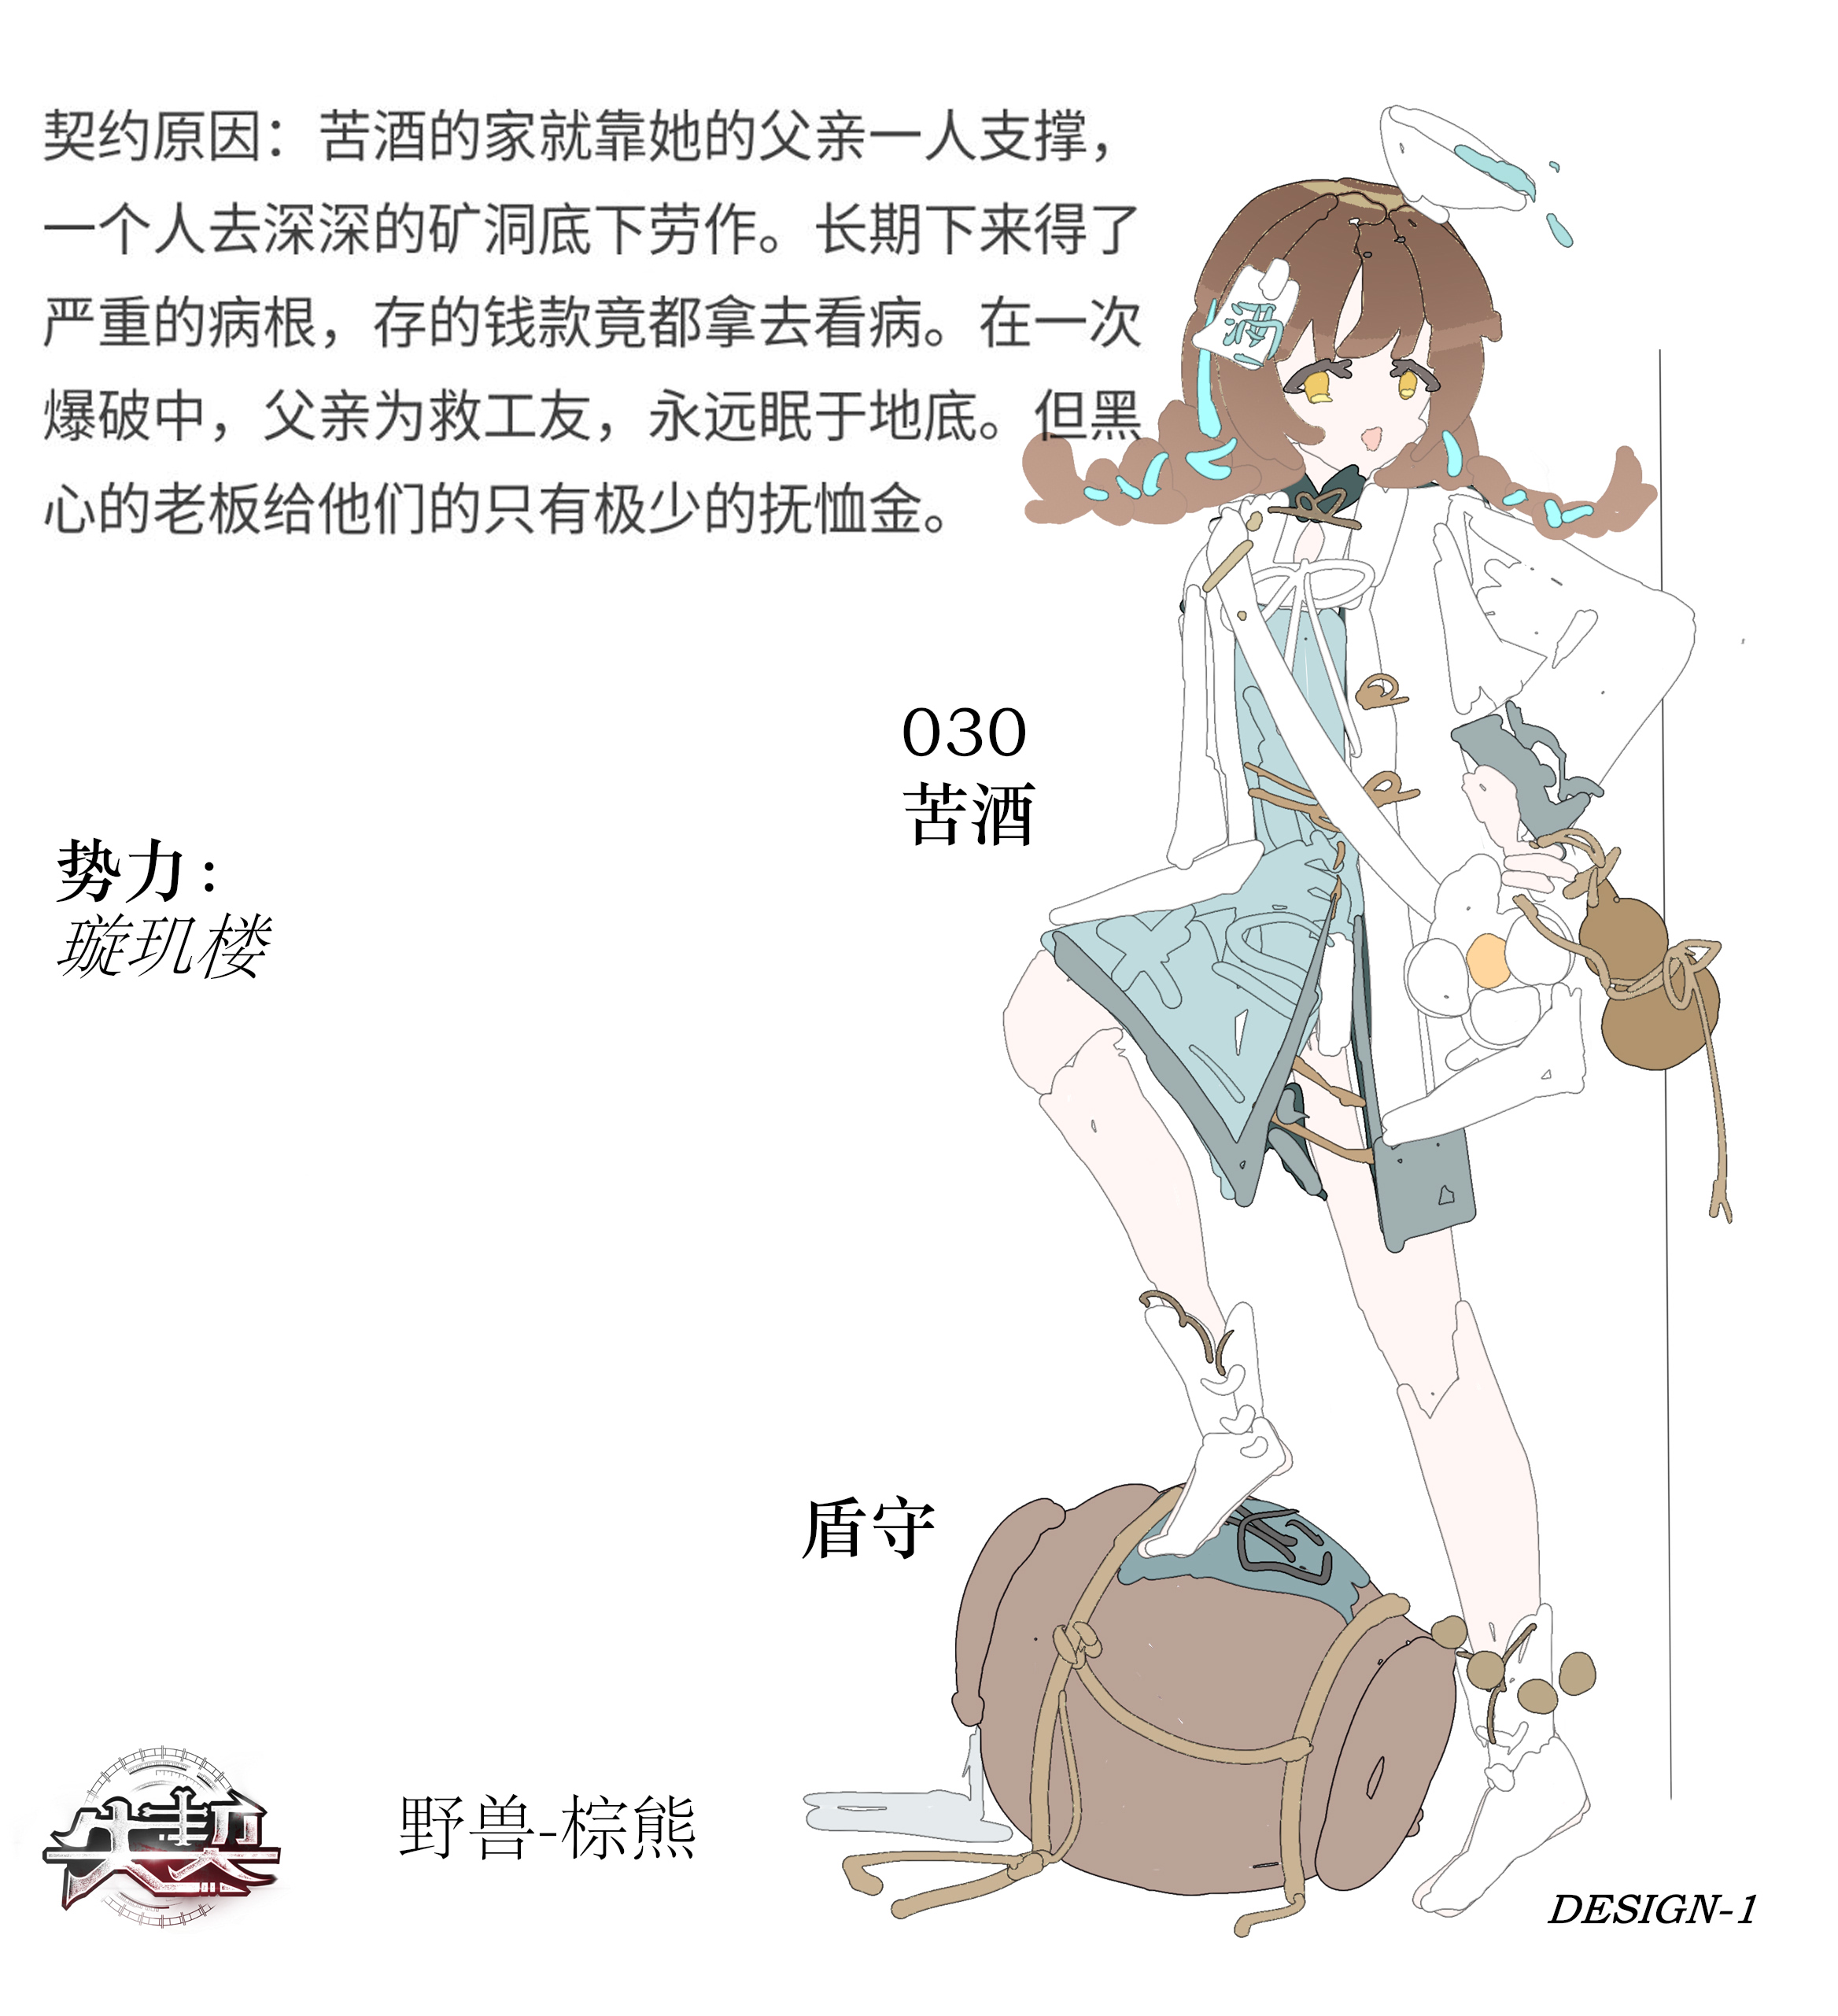 契约原因：苦酒的家就靠她的父亲一人支撑，
一个人去深深的矿洞底下劳作。长期下来得了
严重的病根，存的钱款竟都拿去看病。在一次
爆破中，父亲为救工友，永远眠于地底。但黑
心的老板给他们的只有极少的抚恤金。
酒
030
苦酒
势力：
璇玑楼
盾守
失契
野兽-棕熊
DESIGN-1